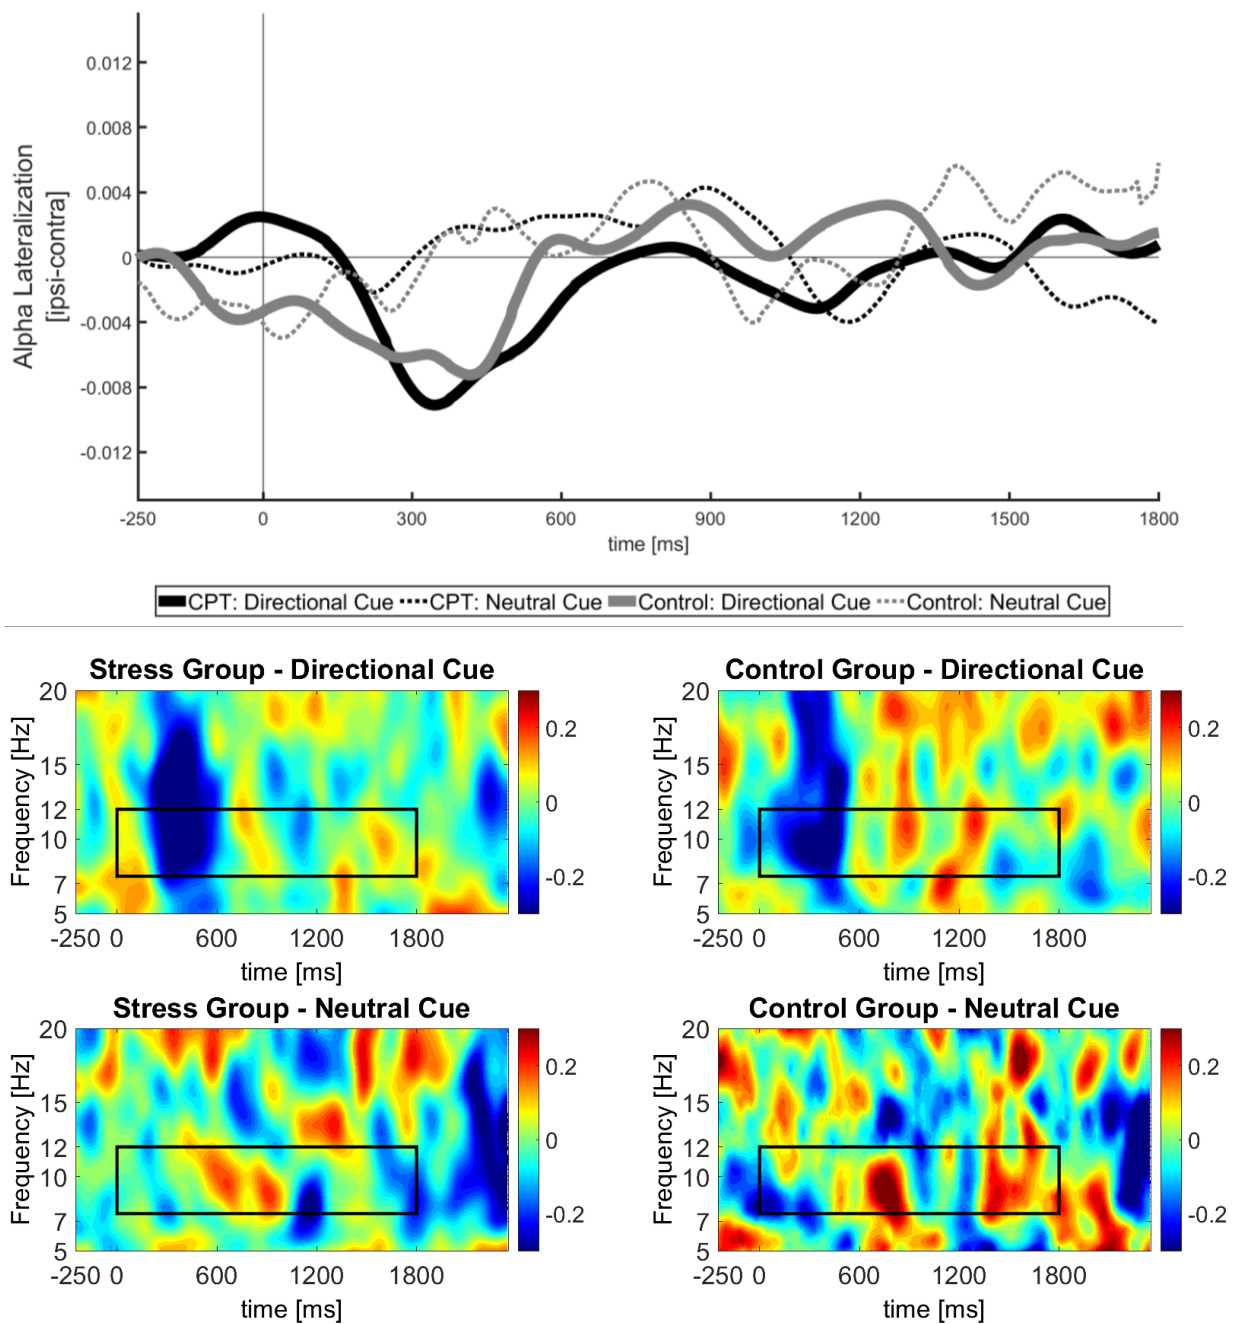 0.012
0.008
0.004
0
-0.004
-0.008
-0.012
Alpha Lateralization
[ipsi-contra]
-250 0 300 600 900 1200 1500 1800
time [ms]
CPT: Directional Cue CPT: Neutral Cue Control: Directional Cue Control: Neutral Cue
Stress Group - Directional Cue
20
15
12
10
7
5
Frequency [Hz]
-250 0 600 1200 1800
time [ms]
0.2
0
-0.2
Control Group - Directional Cue
20
15
12
10
7
5
Frequency [Hz]
-250 0 600 1200 1800
time [ms]
0.2
0
-0.2
Stress Group - Neutral Cue
20
15
12
10
7
5
Frequency [Hz]
-250 0 600 1200 1800
time [ms]
0.2
0
-0.2
Control Group - Neutral Cue
20
15
12
10
7
5
Frequency [Hz]
-250 0 600 1200 1800
time [ms]
0.2
0
-0.2